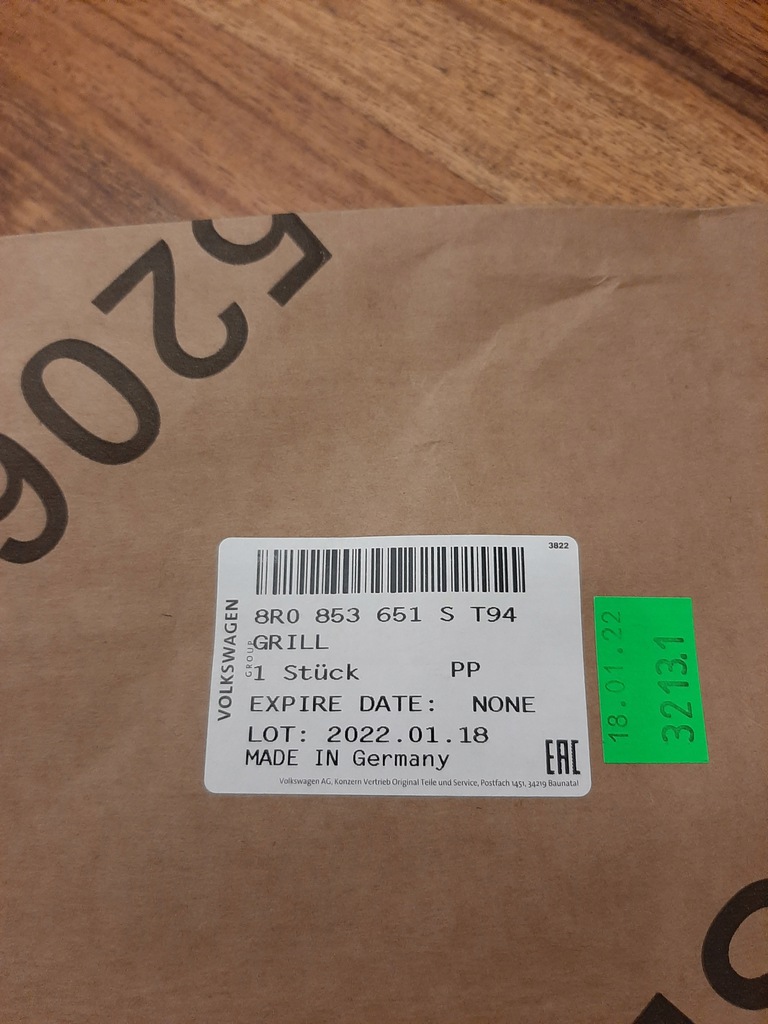 5206
3822
8R0 853 651 S T94
GRILL
1 Stück PP
EXPIRE DATE: NONE
LOT: 2022.01.18
MADE IN Germany
EAC
VOLKSWAGEN
GROUP
Volkswagen AG, Konzern Vertrieb Original Teile und Service, Postfach 1451, 34219 Baunatal
18.01.22
3213.1